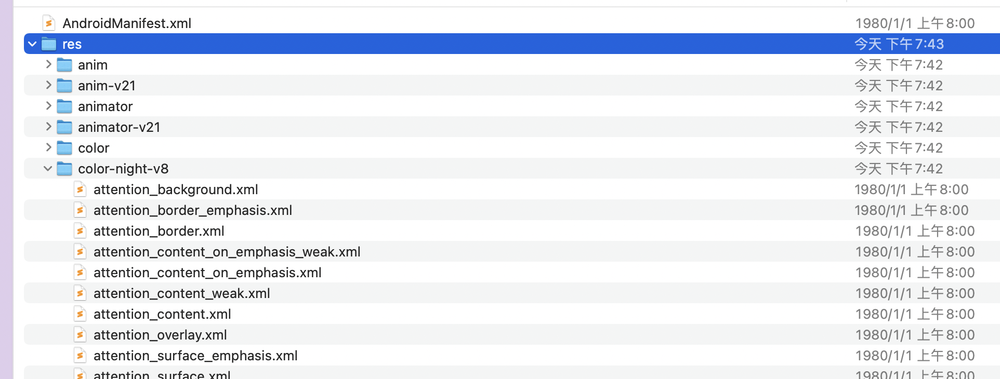 AndroidManifest.xml 1980/1/1 上午8:00
res 今天 下午7:43
anim 今天 下午7:42
anim-v21 今天 下午7:42
animator 今天 下午7:42
animator-v21 今天 下午7:42
color 今天 下午7:42
color-night-v8 今天 下午7:42
attention_background.xml 1980/1/1 上午8:00
attention_border_emphasis.xml 1980/1/1 上午8:00
attention_border.xml 1980/1/1 上午8:00
attention_content_on_emphasis_weak.xml 1980/1/1 上午8:00
attention_content_on_emphasis.xml 1980/1/1 上午8:00
attention_content_weak.xml 1980/1/1 上午8:00
attention_content.xml 1980/1/1 上午8:00
attention_overlay.xml 1980/1/1 上午8:00
attention_surface_emphasis.xml 1980/1/1 上午8:00
attention_surface.xml 1980/1/1 上午8:00